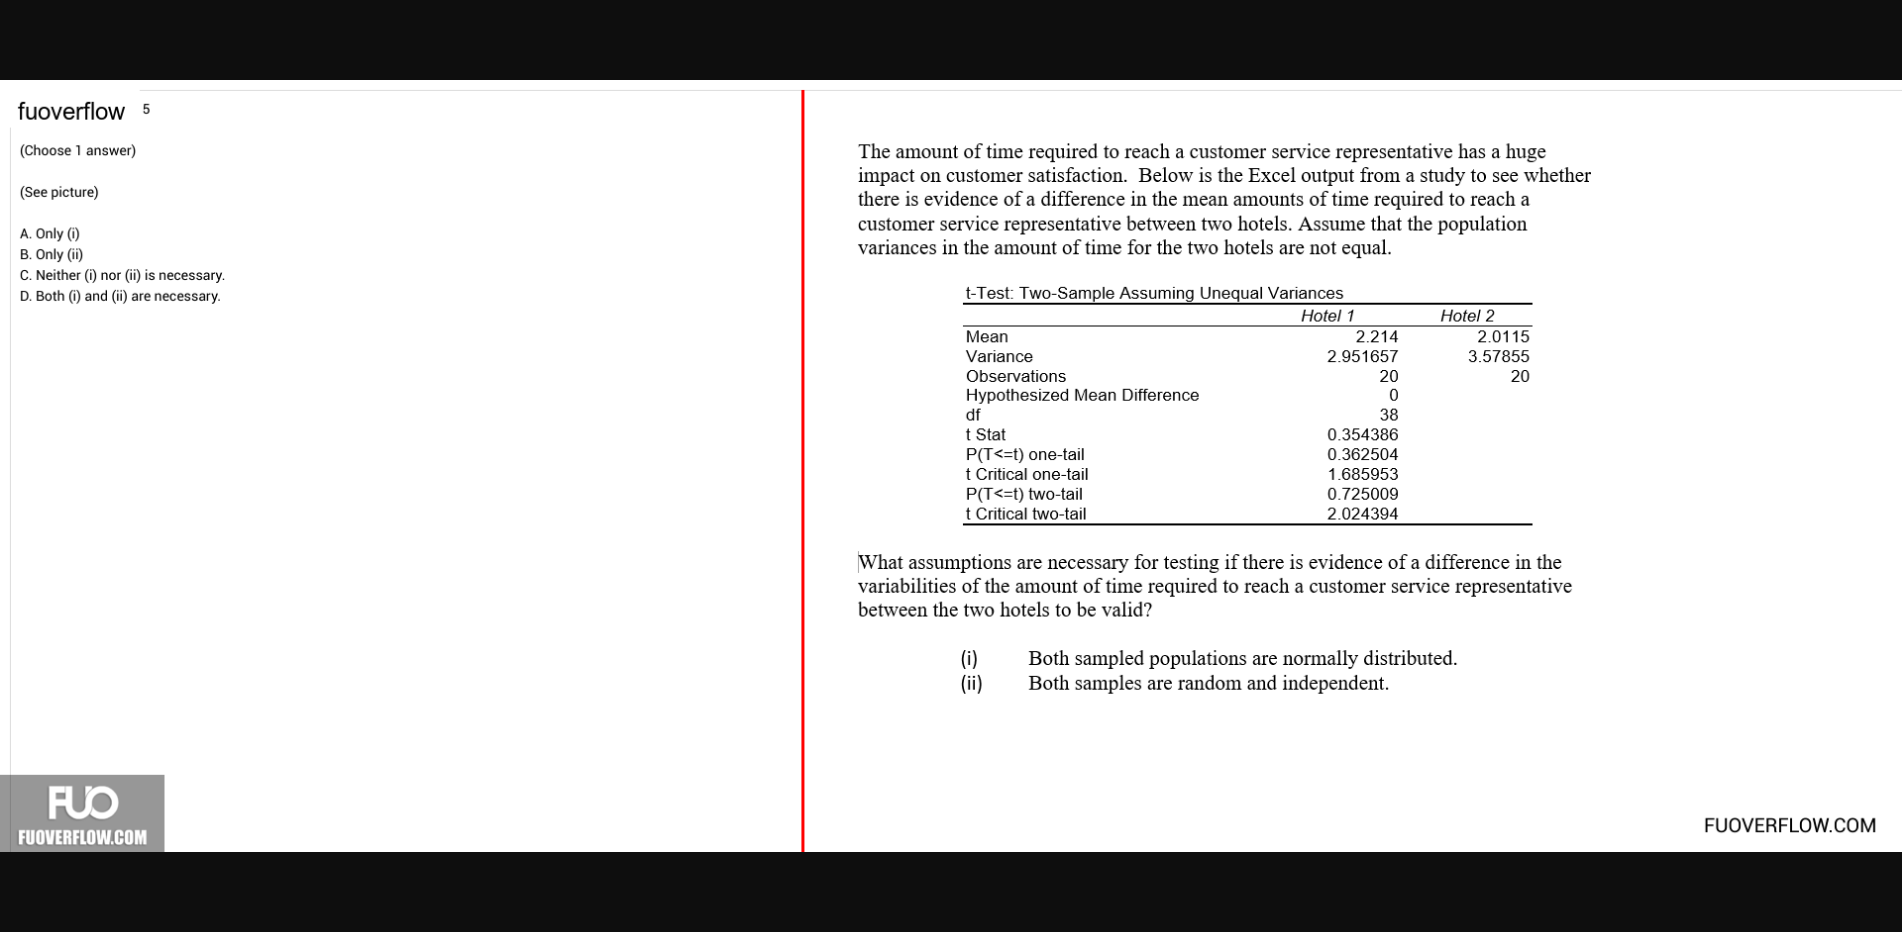 fuoverflow 5
(Choose 1 answer)
(See picture)
A. Only (i)
B. Only (ii)
C. Neither (i) nor (ii) is necessary.
D. Both (i) and (ii) are necessary.
FUO
FUOVERFLOW.COM
The amount of time required to reach a customer service representative has a huge
impact on customer satisfaction. Below is the Excel output from a study to see whether
there is evidence of a difference in the mean amounts of time required to reach a
customer service representative between two hotels. Assume that the population
variances in the amount of time for the two hotels are not equal.
t-Test: Two-Sample Assuming Unequal Variances
Hotel 1 Hotel 2
Mean 2.214 2.0115
Variance 2.951657 3.57855
Observations 20 20
Hypothesized Mean Difference 0
df 38
t Stat 0.354386
P(T<=t) one-tail 0.362504
t Critical one-tail 1.685953
P(T<=t) two-tail 0.725009
t Critical two-tail 2.024394
What assumptions are necessary for testing if there is evidence of a difference in the
variabilities of the amount of time required to reach a customer service representative
between the two hotels to be valid?
(i) Both sampled populations are normally distributed.
(ii) Both samples are random and independent.
FUOVERFLOW.COM